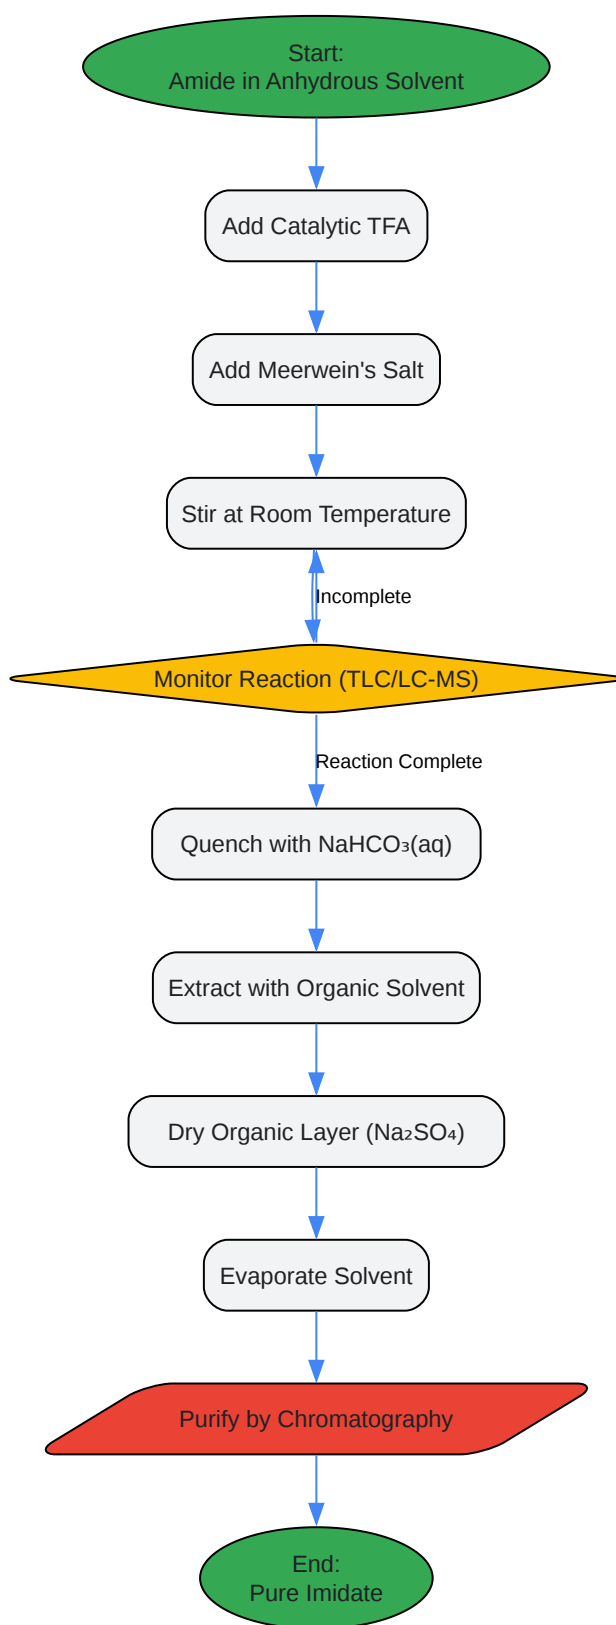 Start:
Amide in Anhydrous Solvent
Add Catalytic TFA
Add Meerwein's Salt
Stir at Room Temperature
Incomplete
Monitor Reaction (TLC/LC-MS)
Reaction Complete
Quench with NaHCO₃(aq)
Extract with Organic Solvent
Dry Organic Layer (Na₂SO₄)
Evaporate Solvent
Purify by Chromatography
End:
Pure Imidate